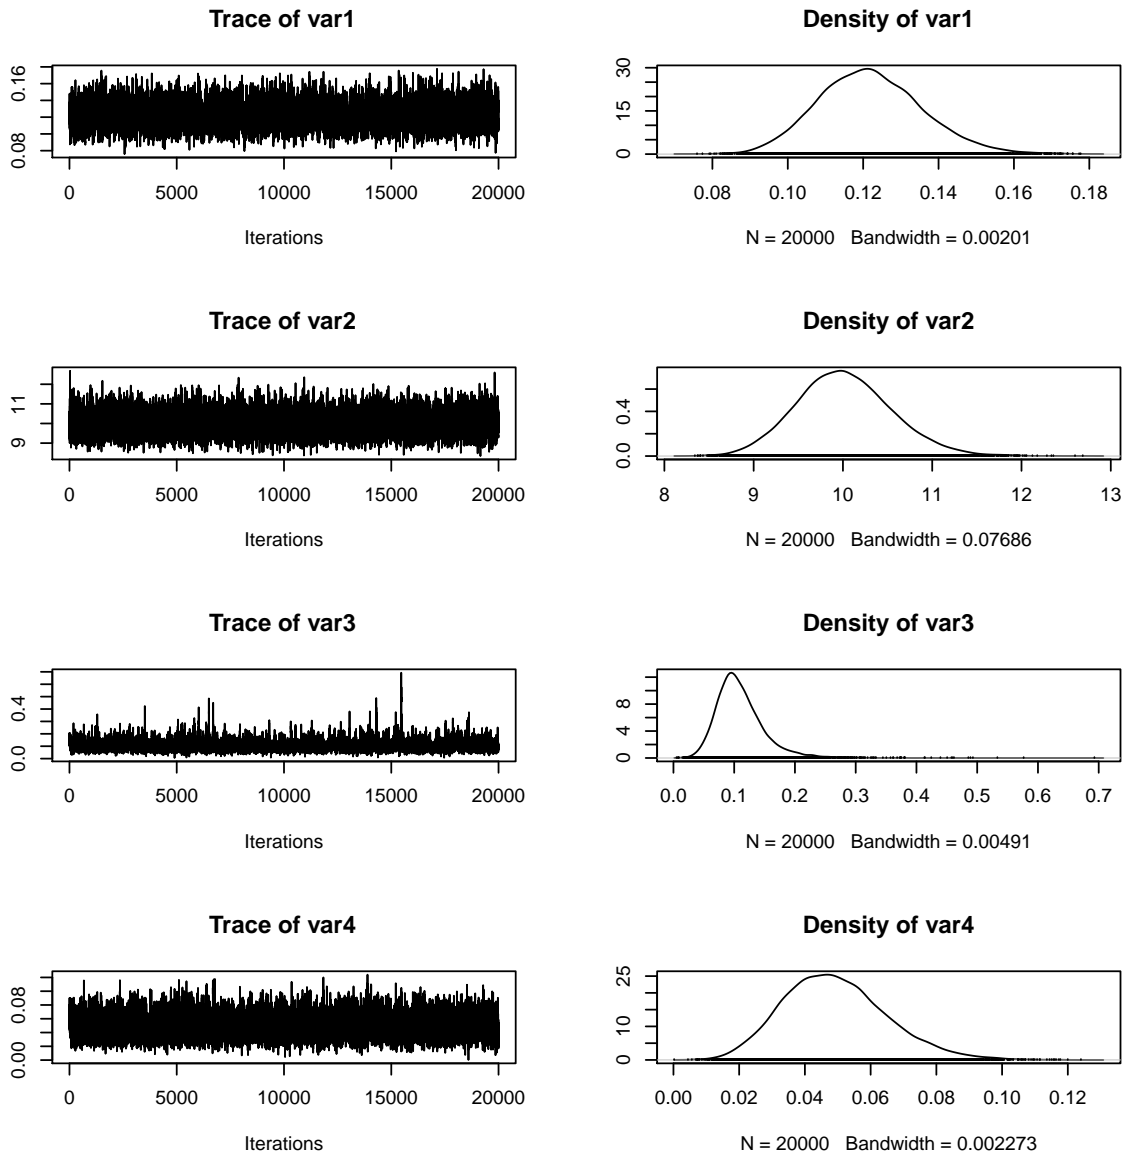 Trace of var1
0.08 0.16
0 5000 10000 15000 20000
Iterations
Density of var1
0 15 30
0.08 0.10 0.12 0.14 0.16 0.18
N = 20000 Bandwidth = 0.00201
Trace of var2
9 11
0 5000 10000 15000 20000
Iterations
Density of var2
0.0 0.4
8 9 10 11 12 13
N = 20000 Bandwidth = 0.07686
Trace of var3
0.0 0.4
0 5000 10000 15000 20000
Iterations
Density of var3
0 4 8
0.0 0.1 0.2 0.3 0.4 0.5 0.6 0.7
N = 20000 Bandwidth = 0.00491
Trace of var4
0.00 0.08
0 5000 10000 15000 20000
Iterations
Density of var4
0 10 25
0.00 0.02 0.04 0.06 0.08 0.10 0.12
N = 20000 Bandwidth = 0.002273